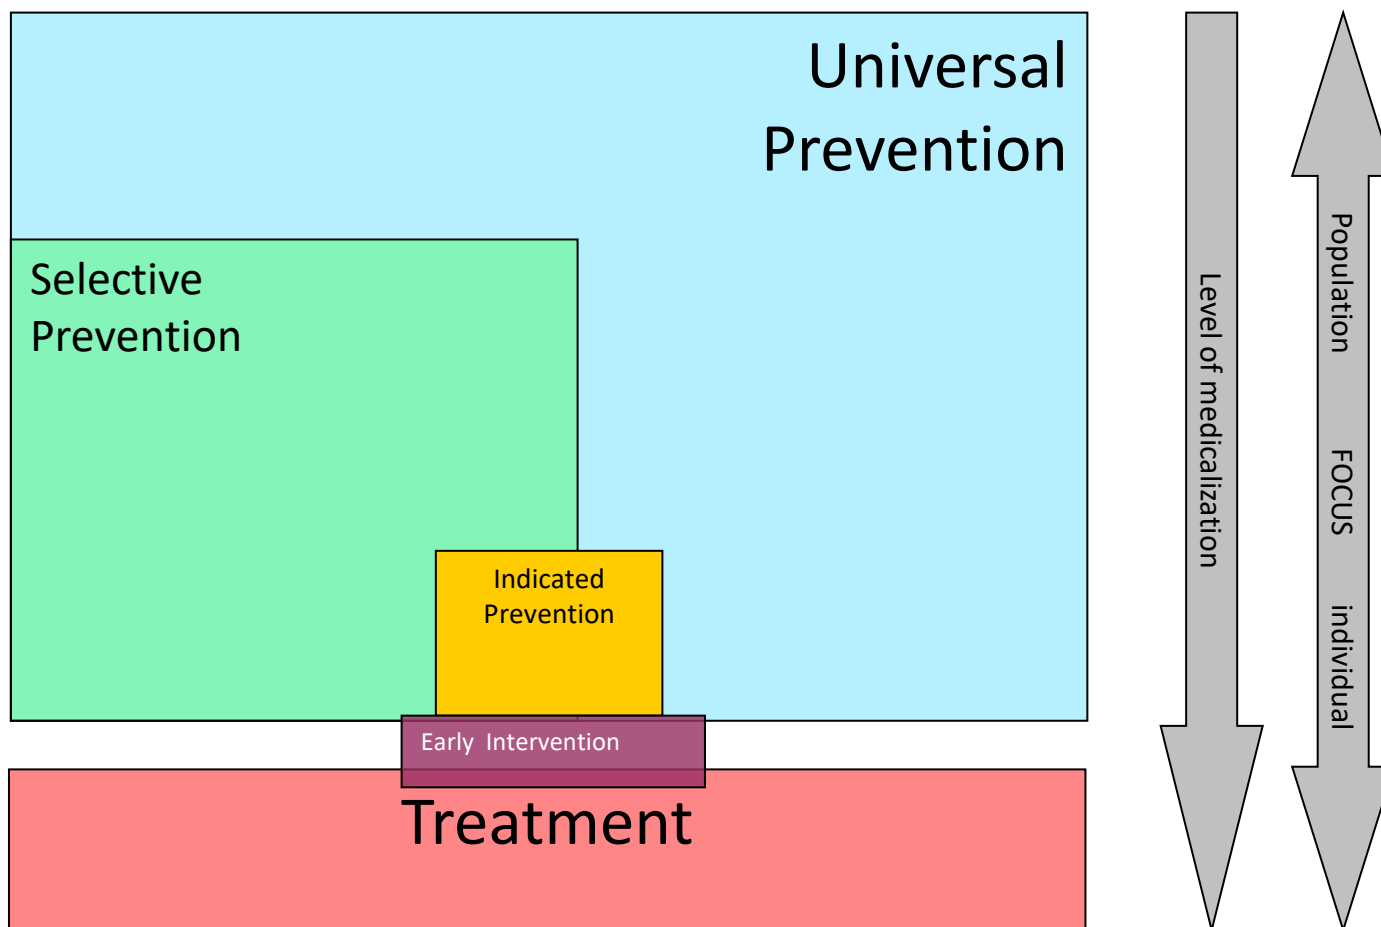 Universal
Prevention
Selective
Prevention
Indicated
Prevention
Early Intervention
Treatment
Level of medicalization
Population FOCUS individual